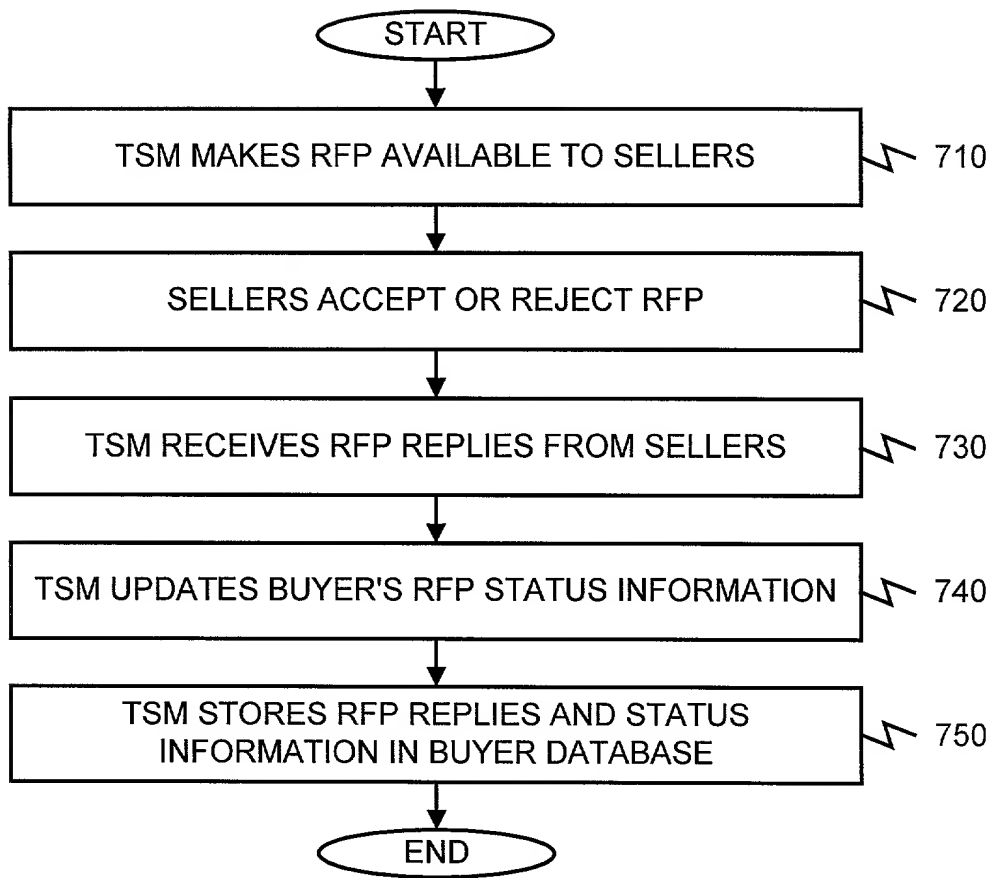 START
TSM MAKES RFP AVAILABLE TO SELLERS
710
SELLERS ACCEPT OR REJECT RFP
720
TSM RECEIVES RFP REPLIES FROM SELLERS
730
TSM UPDATES BUYER'S RFP STATUS INFORMATION
740
TSM STORES RFP REPLIES AND STATUS
INFORMATION IN BUYER DATABASE
750
END